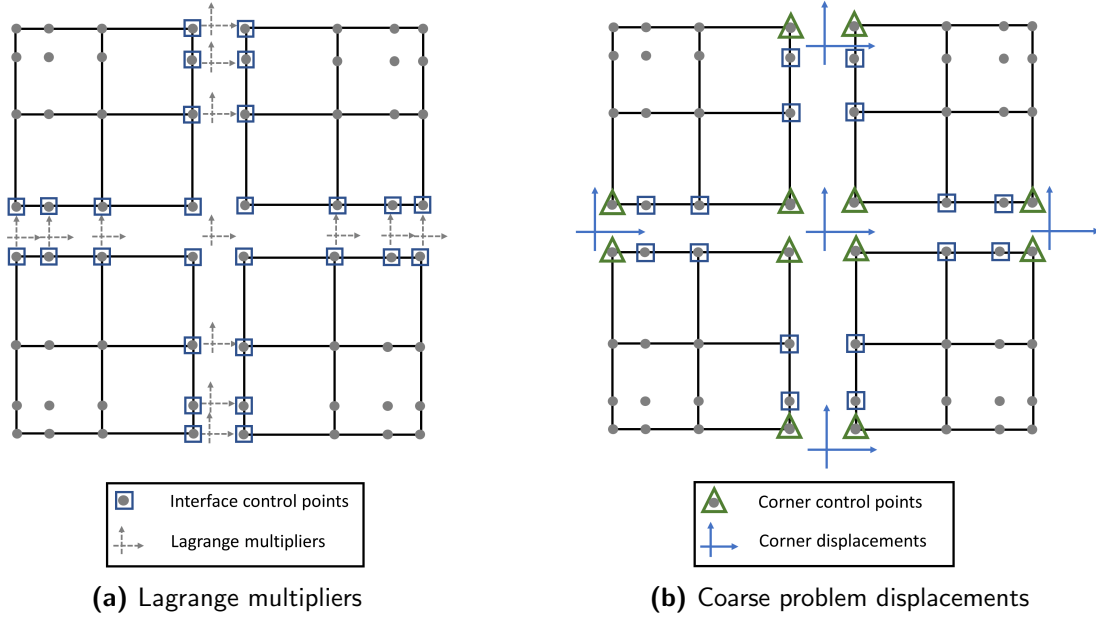 Interface control points
Lagrange multipliers
(a) Lagrange multipliers
Corner control points
Corner displacements
(b) Coarse problem displacements